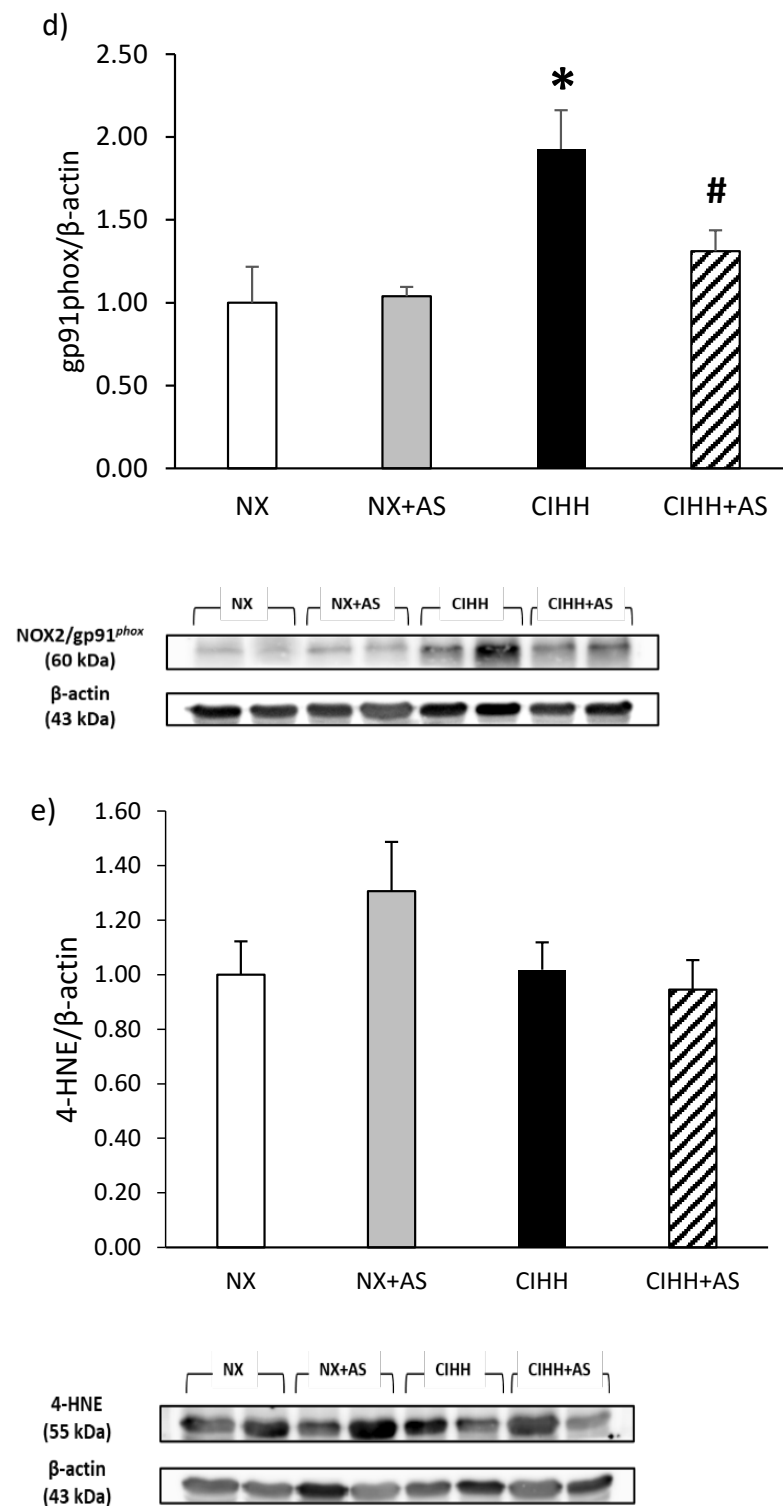 d)
2.50
2.00
1.50
1.00
0.50
0.00
gp91phox/β-actin
*
#
NX NX+AS CIHH CIHH+AS
NX NX+AS CIHH CIHH+AS
NOX2/gp91phox
(60 kDa)
β-actin
(43 kDa)
e)
1.60
1.40
1.20
1.00
0.80
0.60
0.40
0.20
0.00
4-HNE/β-actin
NX NX+AS CIHH CIHH+AS
NX NX+AS CIHH CIHH+AS
4-HNE
(55 kDa)
β-actin
(43 kDa)